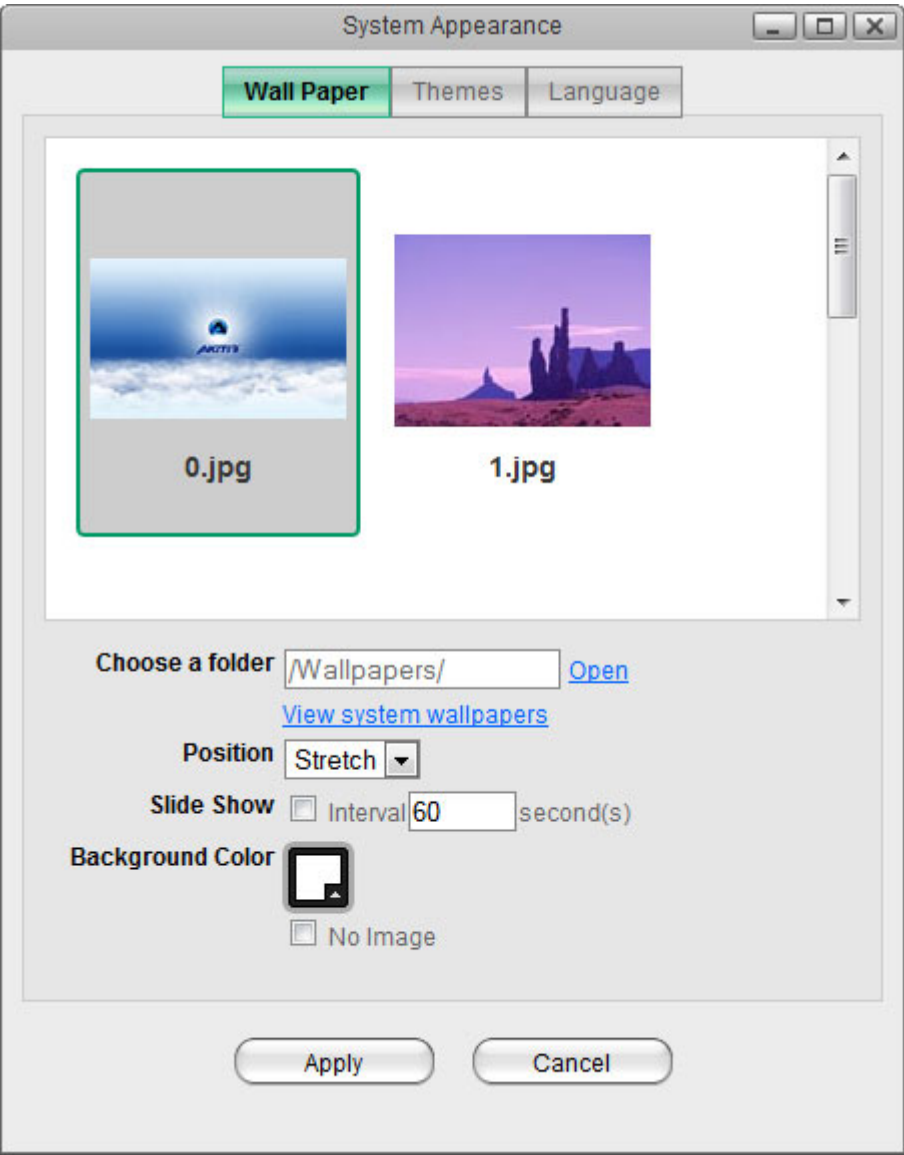 System Appearance
Wall Paper Themes Language
AKiTiO
0.jpg 1.jpg
Choose a folder /Wallpapers/ Open
View system wallpapers
Position Stretch
Slide Show Interval 60 second(s)
Background Color
No Image
Apply Cancel